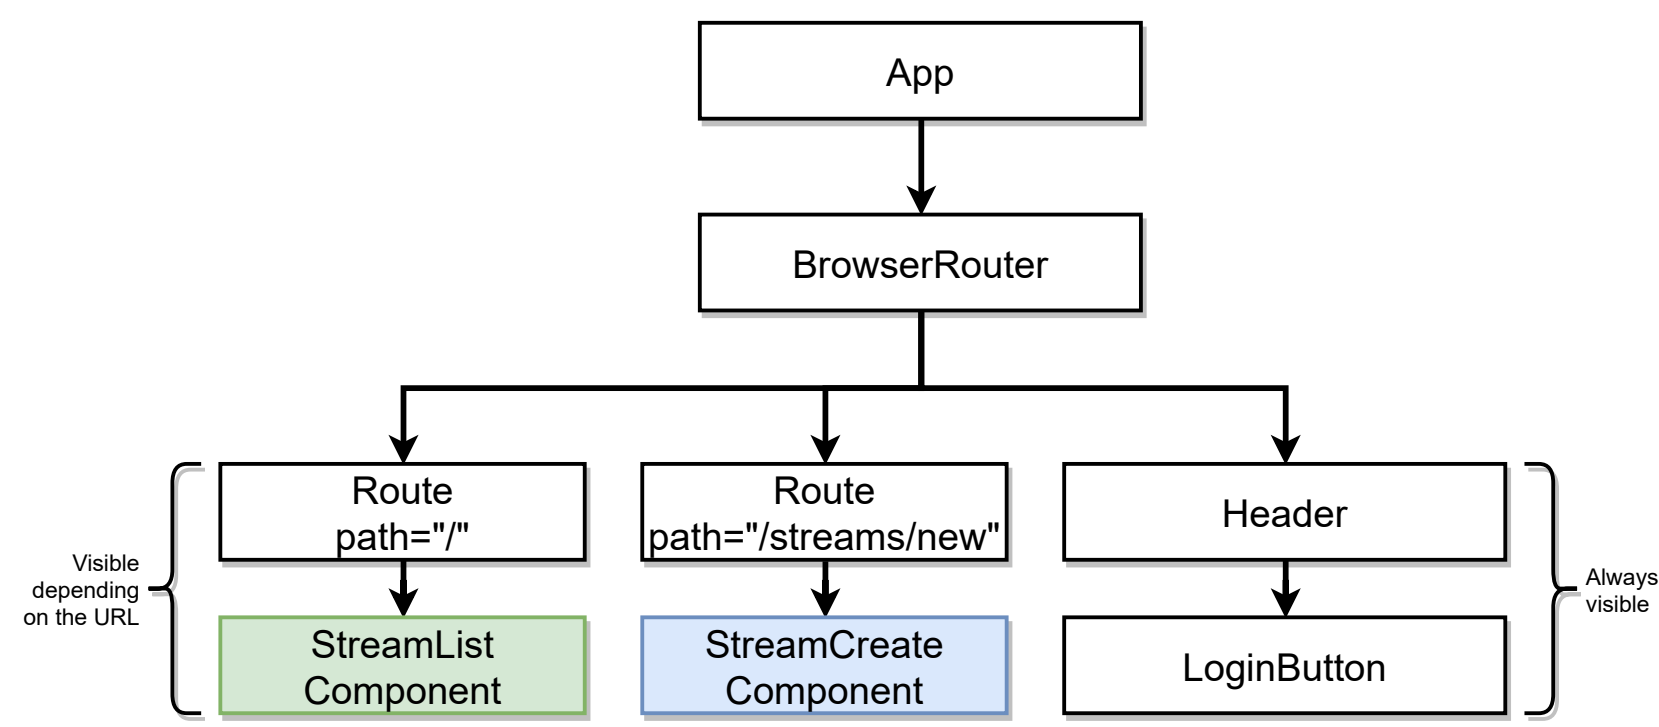 App
BrowserRouter
Route
path="/"
Route
path="/streams/new"
Header
Visible
depending
on the URL
Always
visible
StreamList
Component
StreamCreate
Component
LoginButton